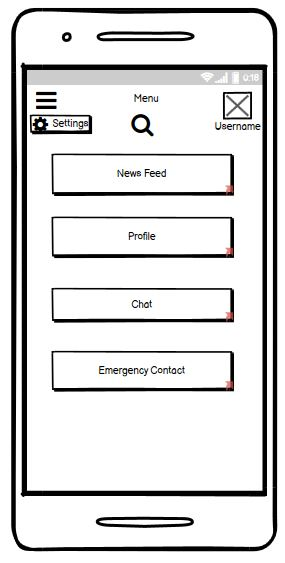 0:18
Menu
Settings
Username
News Feed
Profile
Chat
Emergency Contact